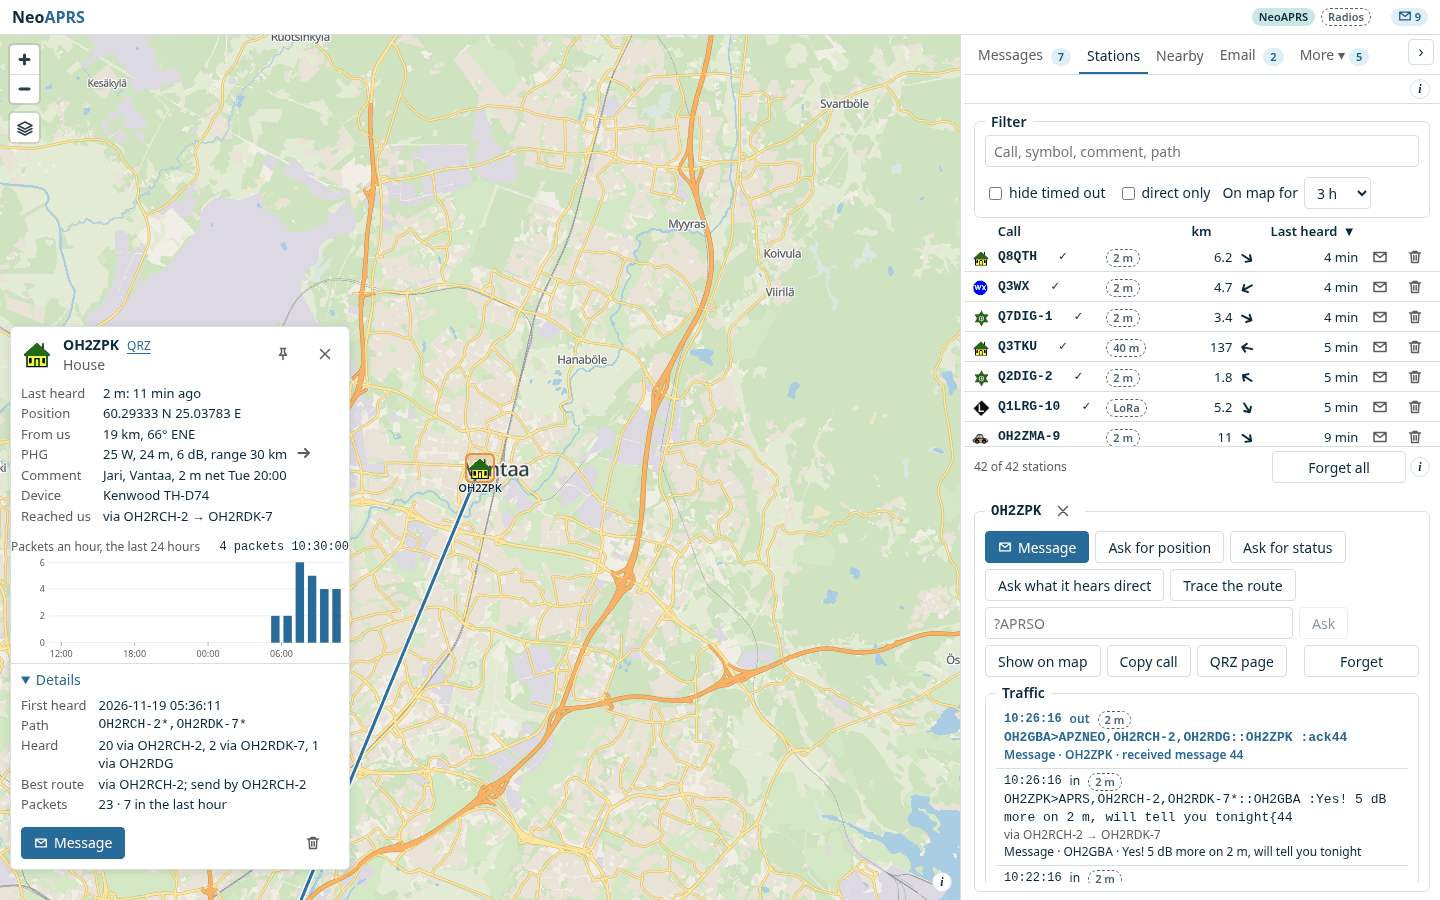 NeoAPRS
NeoAPRS Radios 9
Messages 7 Stations Nearby Email 2 More ▾ 5 ›
i
Filter
Call, symbol, comment, path
hide timed out direct only On map for 3 h
Call km Last heard ▼
Q8QTH ✓ 2 m 6.2 4 min
Q3WX ✓ 2 m 4.7 4 min
Q7DIG-1 ✓ 2 m 3.4 4 min
Q3TKU ✓ 40 m 137 5 min
Q2DIG-2 ✓ 2 m 1.8 5 min
Q1LRG-10 ✓ LoRa 5.2 5 min
OH2ZMA-9 2 m 11 9 min
42 of 42 stations Forget all i
OH2ZPK
Message Ask for position Ask for status
Ask what it hears direct Trace the route
?APRSO Ask
Show on map Copy call QRZ page Forget
Traffic
10:26:16 out 2 m
OH2GBA>APZNEO,OH2RCH-2,OH2RDG::OH2ZPK :ack44
Message · OH2ZPK · received message 44
10:26:16 in 2 m
OH2ZPK>APRS,OH2RCH-2,OH2RDK-7*::OH2GBA :Yes! 5 dB
more on 2 m, will tell you tonight{44
via OH2RCH-2 → OH2RDK-7
Message · OH2GBA · Yes! 5 dB more on 2 m, will tell you tonight
10:22:16 in 2 m
+
−
Ruotsinkylä
Kesäkylä
Svartböle
Myyras
Koivula
Viirilä
Hanaböle
OH2ZPK
i
OH2ZPK QRZ
House
Last heard 2 m: 11 min ago
Position 60.29333 N 25.03783 E
From us 19 km, 66° ENE
PHG 25 W, 24 m, 6 dB, range 30 km →
Comment Jari, Vantaa, 2 m net Tue 20:00
Device Kenwood TH-D74
Reached us via OH2RCH-2 → OH2RDK-7
Packets an hour, the last 24 hours 4 packets 10:30:00
6
4
2
0
12:00 18:00 00:00 06:00
▼ Details
First heard 2026-11-19 05:36:11
Path OH2RCH-2*,OH2RDK-7*
Heard 20 via OH2RCH-2, 2 via OH2RDK-7, 1
via OH2RDG
Best route via OH2RCH-2; send by OH2RCH-2
Packets 23 · 7 in the last hour
Message